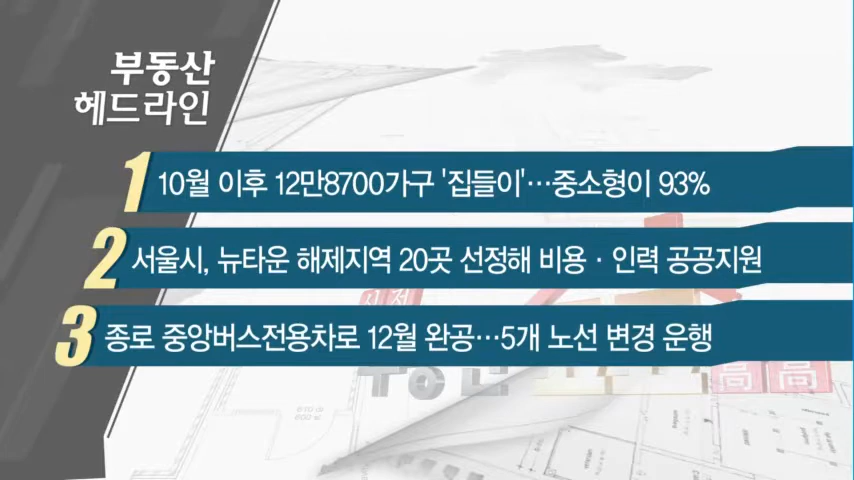 부동산
헤드라인
1 10월 이후 12만8700가구 '집들이'…중소형이 93%
2 서울시, 뉴타운 해제지역 20곳 선정해 비용·인력 공공지원
3 종로 중앙버스전용차로 12월 완공…5개 노선 변경 운행
高
高